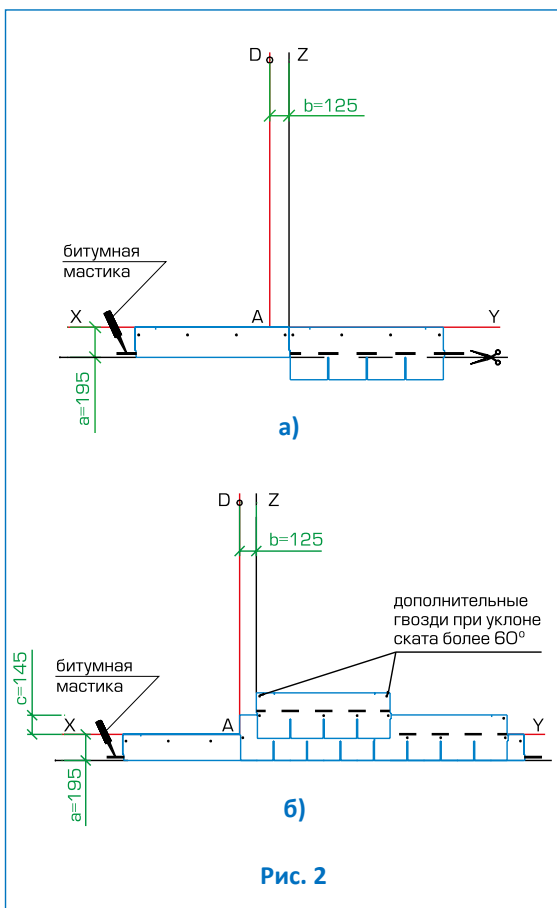 D Z
b=125
битумная
мастика
X A Y
a=195
а)
D Z
b=125
дополнительные
гвозди при уклоне
ската более 60°
c=145
битумная
мастика
X A Y
a=195
б)
Рис. 2